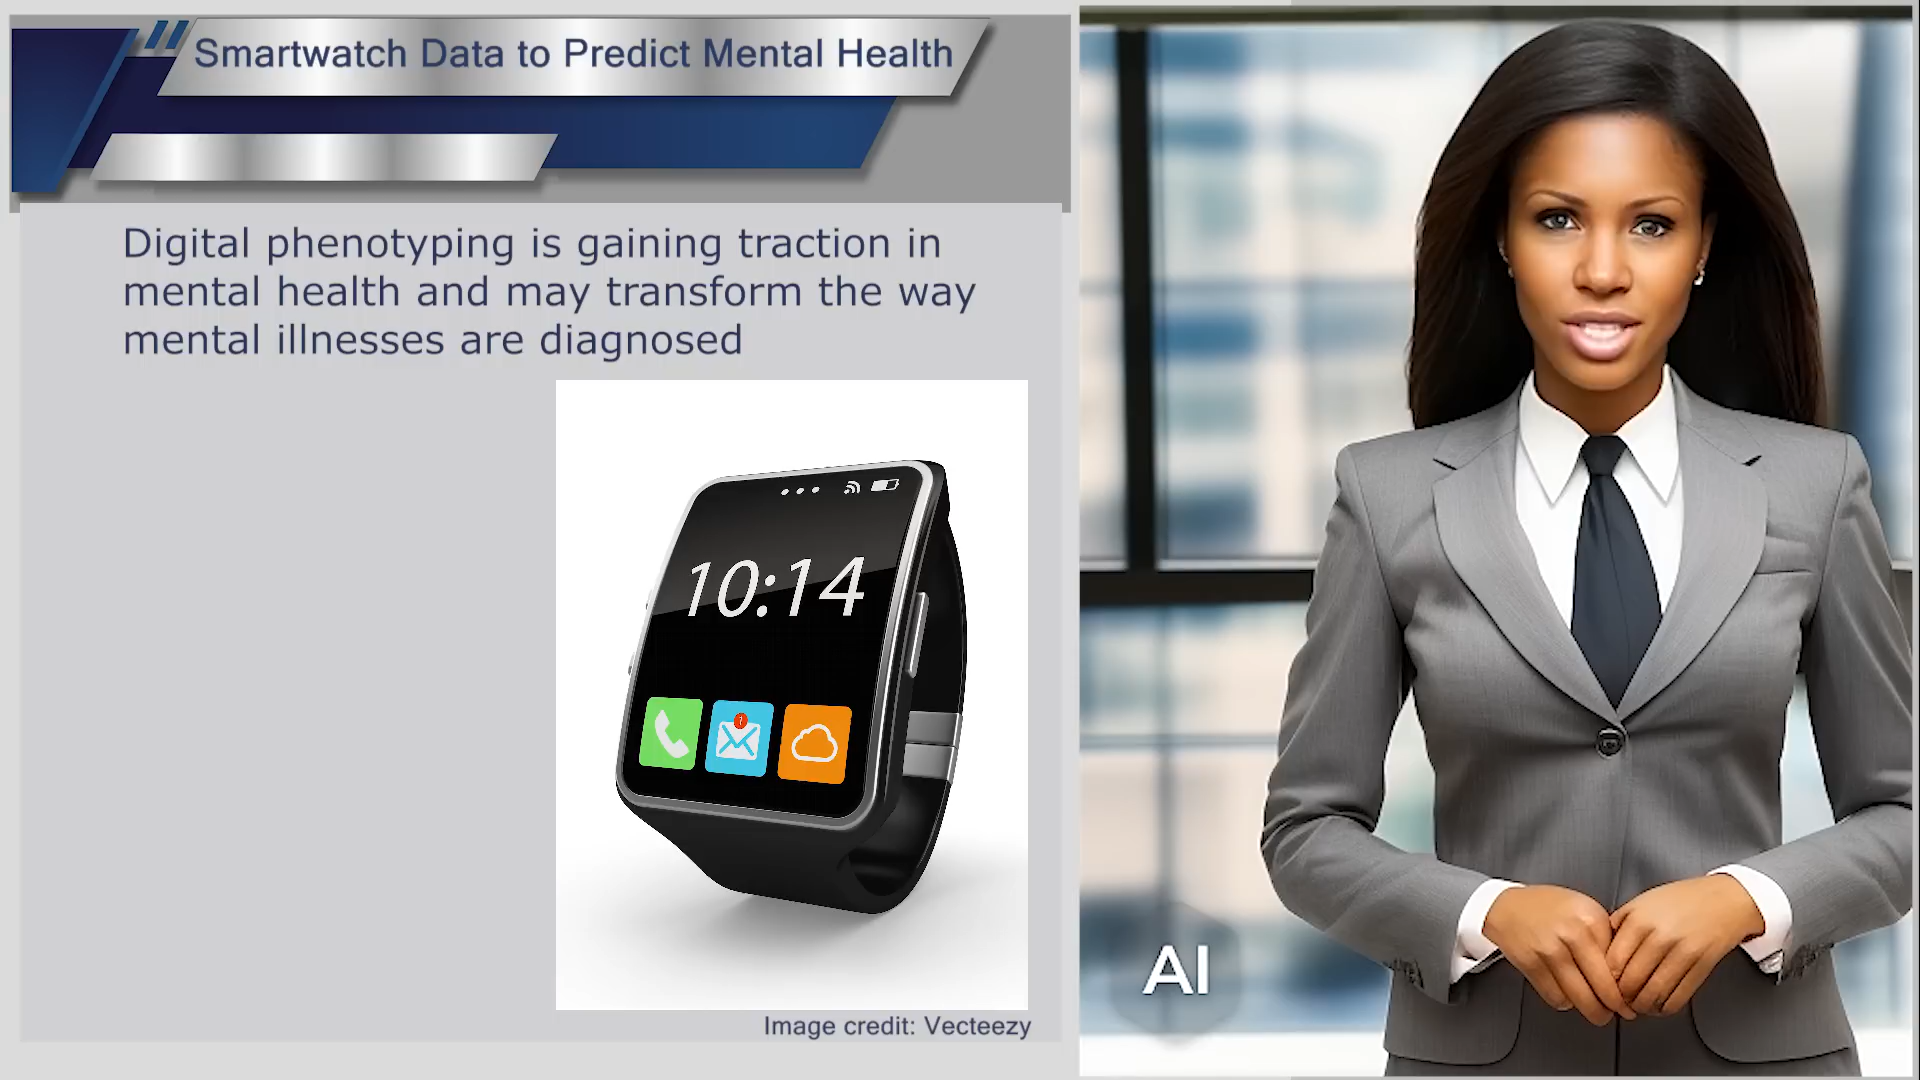 Smartwatch Data to Predict Mental Health
Digital phenotyping is gaining traction in
mental health and may transform the way
mental illnesses are diagnosed
10:14
Image credit: Vecteezy
AI